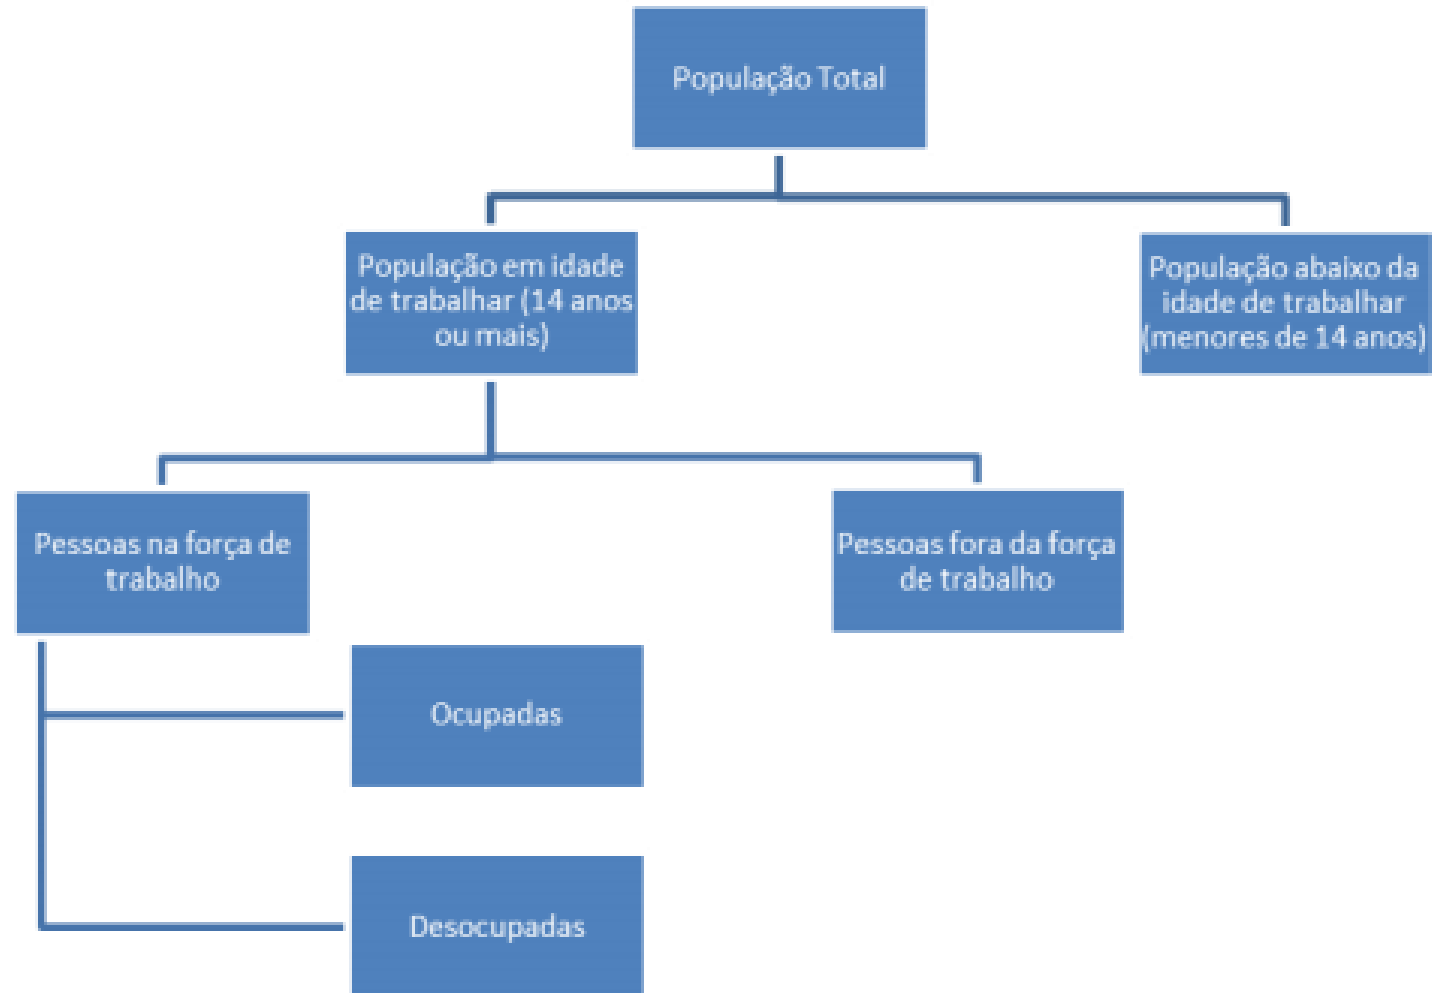 População Total
População em idade
de trabalhar (14 anos
ou mais)
População abaixo da
idade de trabalhar
(menores de 14 anos)
Pessoas na força de
trabalho
Pessoas fora da força
de trabalho
Ocupadas
Desocupadas